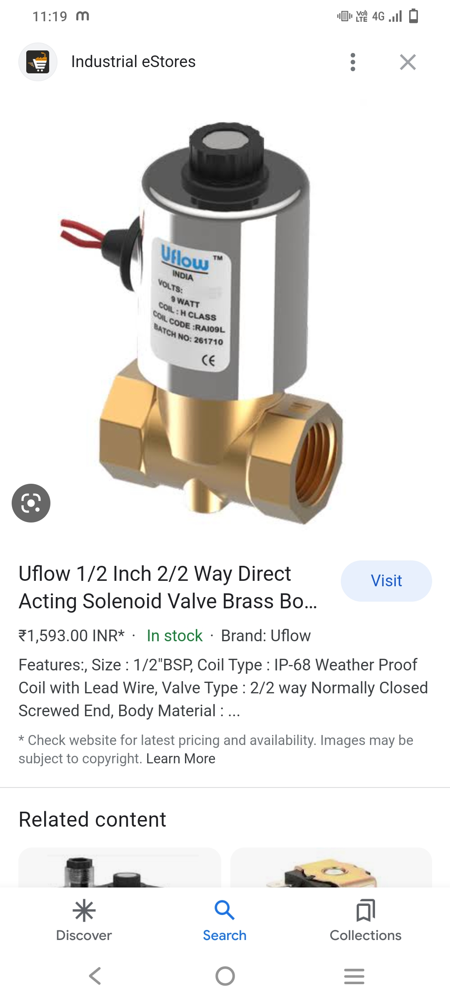 11:19 m
Vo)) LTE 4G
Industrial eStores
Uflow ™
INDIA
VOLTS:
9 WATT
COIL : H CLASS
COIL CODE :RAI09L
BATCH NO: 261710
CE
Uflow 1/2 Inch 2/2 Way Direct
Acting Solenoid Valve Brass Bo...
Visit
₹1,593.00 INR* · In stock · Brand: Uflow
Features:, Size : 1/2"BSP, Coil Type : IP-68 Weather Proof
Coil with Lead Wire, Valve Type : 2/2 way Normally Closed
Screwed End, Body Material : ...
* Check website for latest pricing and availability. Images may be
subject to copyright. Learn More
Related content
Discover
Search
Collections